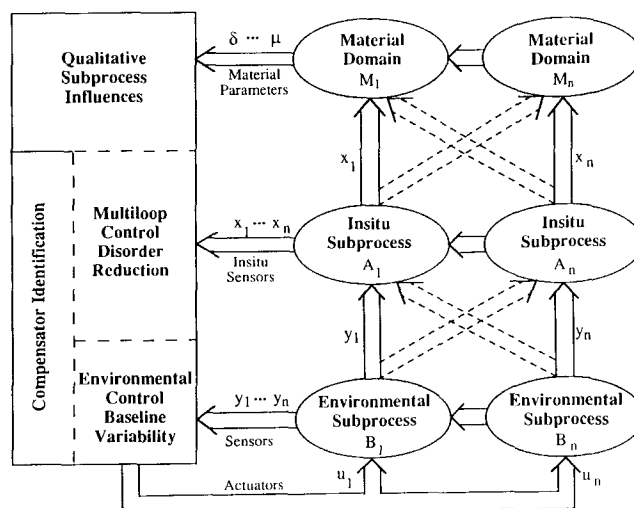 Qualitative
Subprocess
Influences
δ ··· μ
Material
Parameters
Material
Domain
M1
Material
Domain
Mn
x1
xn
Compensator Identification
Multiloop
Control
Disorder
Reduction
x1 ··· xn
Insitu
Sensors
Insitu
Subprocess
A1
Insitu
Subprocess
An
y1
yn
Environmental
Control
Baseline
Variability
y1 ··· yn
Sensors
Environmental
Subprocess
B1
Environmental
Subprocess
Bn
Actuators
u1
un